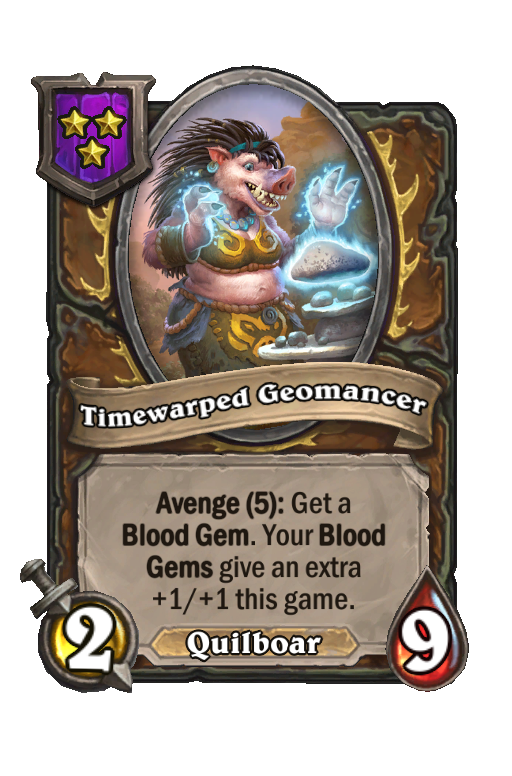 Timewarped Geomancer
Avenge (5): Get a
Blood Gem. Your Blood
Gems give an extra
+1/+1 this game.
2
Quilboar
9